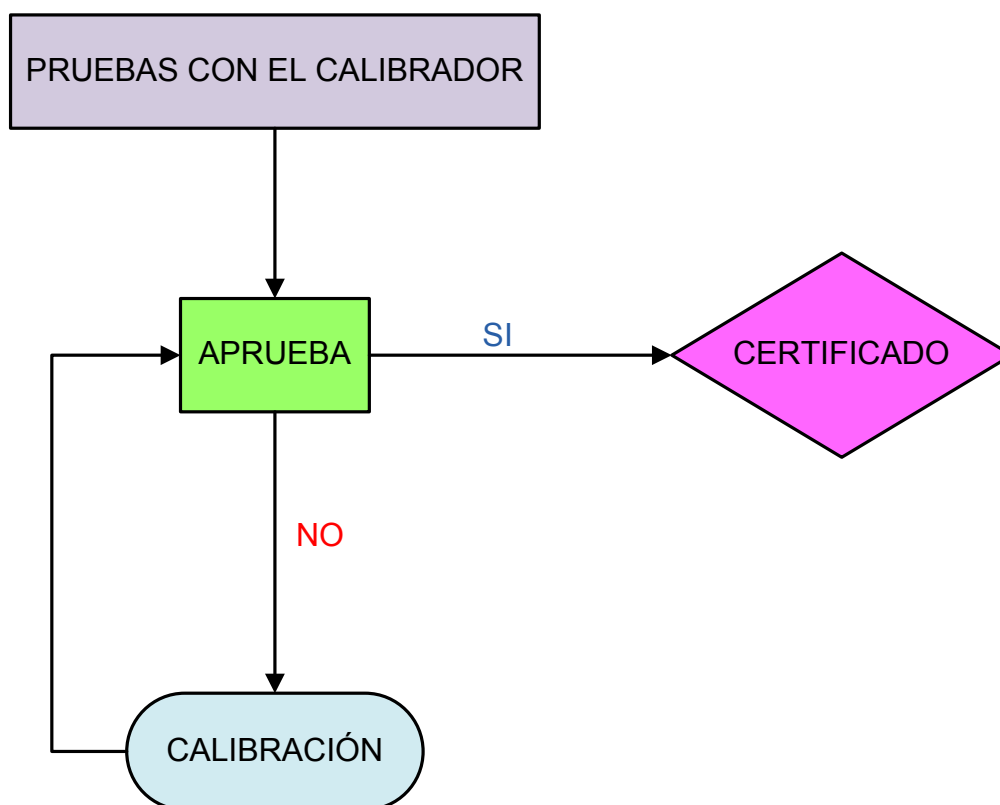 PRUEBAS CON EL CALIBRADOR
APRUEBA
SI
CERTIFICADO
NO
CALIBRACIÓN